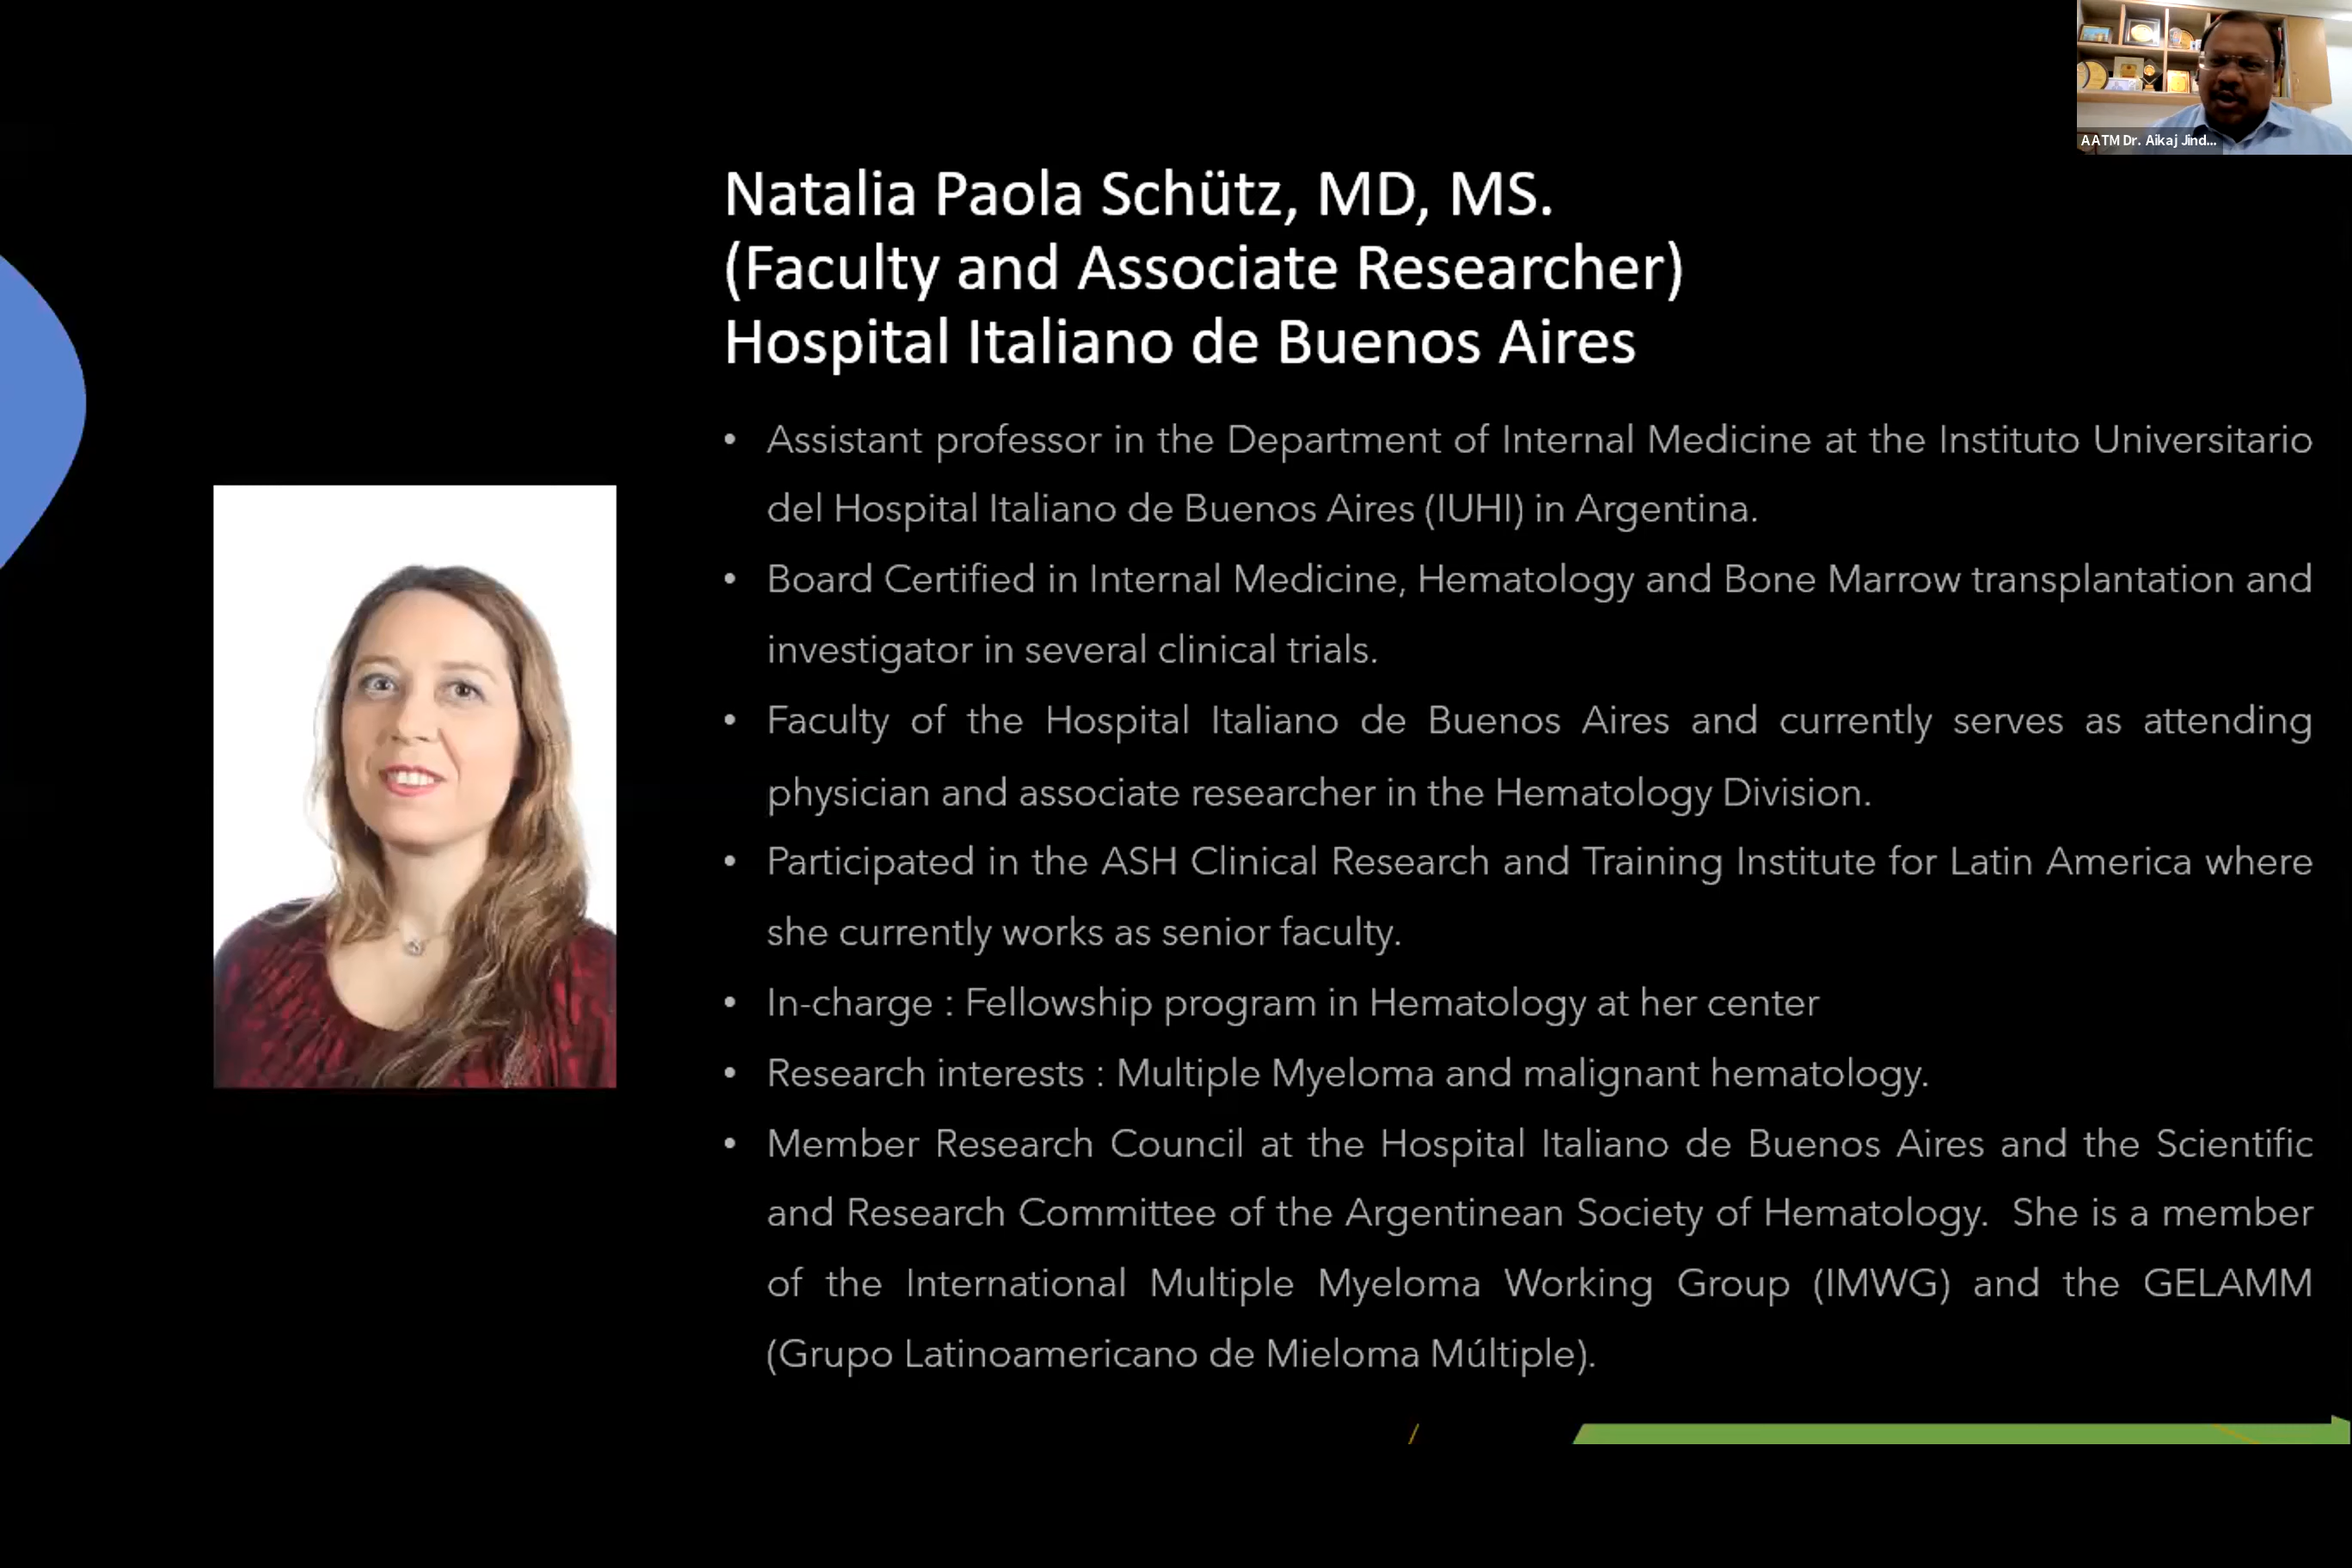 AATM Dr. Aikaj Jind...
Natalia Paola Schütz, MD, MS.
(Faculty and Associate Researcher)
Hospital Italiano de Buenos Aires
• Assistant professor in the Department of Internal Medicine at the Instituto Universitario
del Hospital Italiano de Buenos Aires (IUHI) in Argentina.
• Board Certified in Internal Medicine, Hematology and Bone Marrow transplantation and
investigator in several clinical trials.
• Faculty of the Hospital Italiano de Buenos Aires and currently serves as attending
physician and associate researcher in the Hematology Division.
• Participated in the ASH Clinical Research and Training Institute for Latin America where
she currently works as senior faculty.
• In-charge : Fellowship program in Hematology at her center
• Research interests : Multiple Myeloma and malignant hematology.
• Member Research Council at the Hospital Italiano de Buenos Aires and the Scientific
and Research Committee of the Argentinean Society of Hematology.  She is a member
of the International Multiple Myeloma Working Group (IMWG) and the GELAMM
(Grupo Latinoamericano de Mieloma Múltiple).